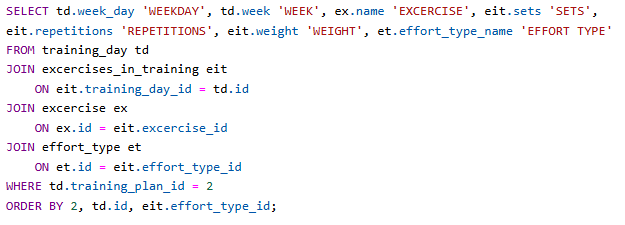 SELECT td.week_day 'WEEKDAY', td.week 'WEEK', ex.name 'EXCERCISE', eit.sets 'SETS',
eit.repetitions 'REPETITIONS', eit.weight 'WEIGHT', et.effort_type_name 'EFFORT TYPE'
FROM training_day td
JOIN excercises_in_training eit
    ON eit.training_day_id = td.id
JOIN excercise ex
    ON ex.id = eit.excercise_id
JOIN effort_type et
    ON et.id = eit.effort_type_id
WHERE td.training_plan_id = 2
ORDER BY 2, td.id, eit.effort_type_id;